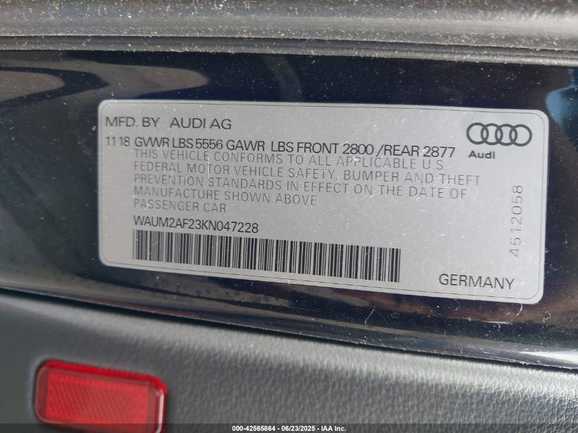 MFD. BY AUDI AG
11 18 GVWR LBS 5556 GAWR LBS FRONT 2800 /REAR 2877
THIS VEHICLE CONFORMS TO ALL APPLICABLE U.S.
FEDERAL MOTOR VEHICLE SAFETY, BUMPER AND THEFT
PREVENTION STANDARDS IN EFFECT ON THE DATE OF
MANUFACTURE SHOWN ABOVE
PASSENGER CAR
WAUM2AF23KN047228
GERMANY
Audi
4512058
000-42565864 - 06/23/2025 - IAAI, Inc.